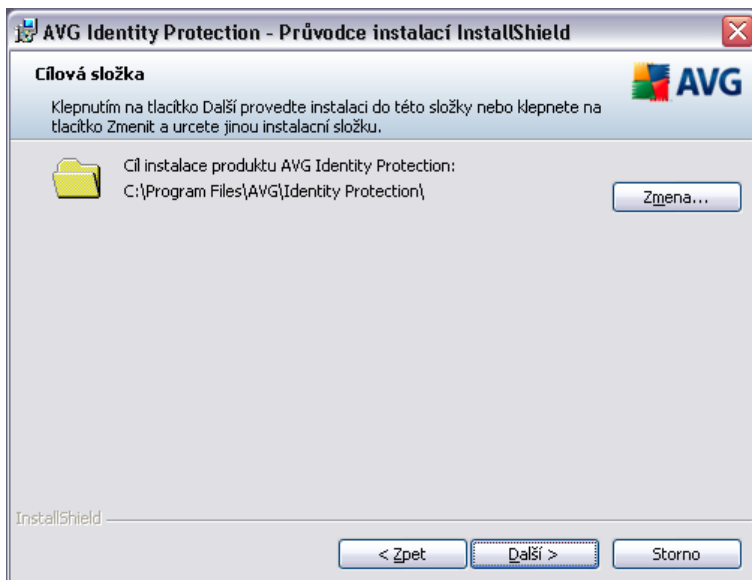 AVG Identity Protection - Průvodce instalací InstallShield
Cílová složka
AVG
Klepnutím na tlacítko Další provedte instalaci do této složky nebo klepnete na
tlacítko Zmenit a urcete jinou instalacní složku.
Cíl instalace produktu AVG Identity Protection:
C:\Program Files\AVG\Identity Protection\
Zmena...
InstallShield
< Zpet
Další >
Storno